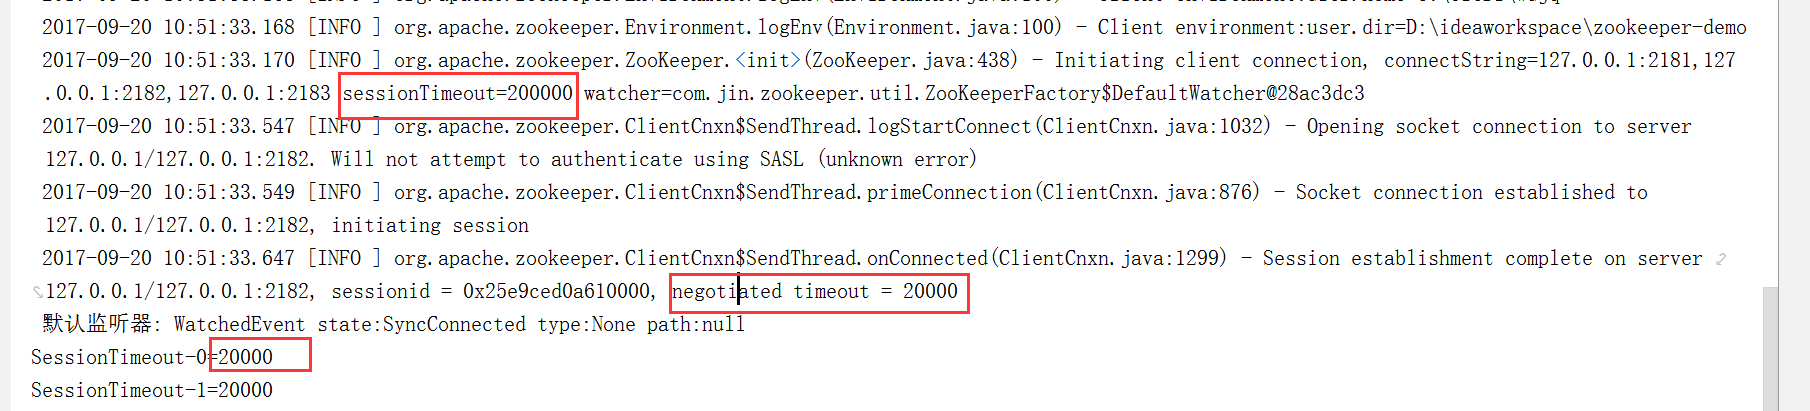 2017-09-20 10:51:33.168 [INFO ] org.apache.zookeeper.Environment.logEnv(Environment.java:100) - Client environment:user.dir=D:\ideaworkspace\zookeeper-demo
2017-09-20 10:51:33.170 [INFO ] org.apache.zookeeper.ZooKeeper.<init>(ZooKeeper.java:438) - Initiating client connection, connectString=127.0.0.1:2181,127
.0.0.1:2182,127.0.0.1:2183 sessionTimeout=200000 watcher=com.jin.zookeeper.util.ZooKeeperFactory$DefaultWatcher@28ac3dc3
2017-09-20 10:51:33.547 [INFO ] org.apache.zookeeper.ClientCnxn$SendThread.logStartConnect(ClientCnxn.java:1032) - Opening socket connection to server
127.0.0.1/127.0.0.1:2182. Will not attempt to authenticate using SASL (unknown error)
2017-09-20 10:51:33.549 [INFO ] org.apache.zookeeper.ClientCnxn$SendThread.primeConnection(ClientCnxn.java:876) - Socket connection established to
127.0.0.1/127.0.0.1:2182, initiating session
2017-09-20 10:51:33.647 [INFO ] org.apache.zookeeper.ClientCnxn$SendThread.onConnected(ClientCnxn.java:1299) - Session establishment complete on server
127.0.0.1/127.0.0.1:2182, sessionid = 0x25e9ced0a610000, negotiated timeout = 20000
默认监听器: WatchedEvent state:SyncConnected type:None path:null
SessionTimeout-0=20000
SessionTimeout-1=20000